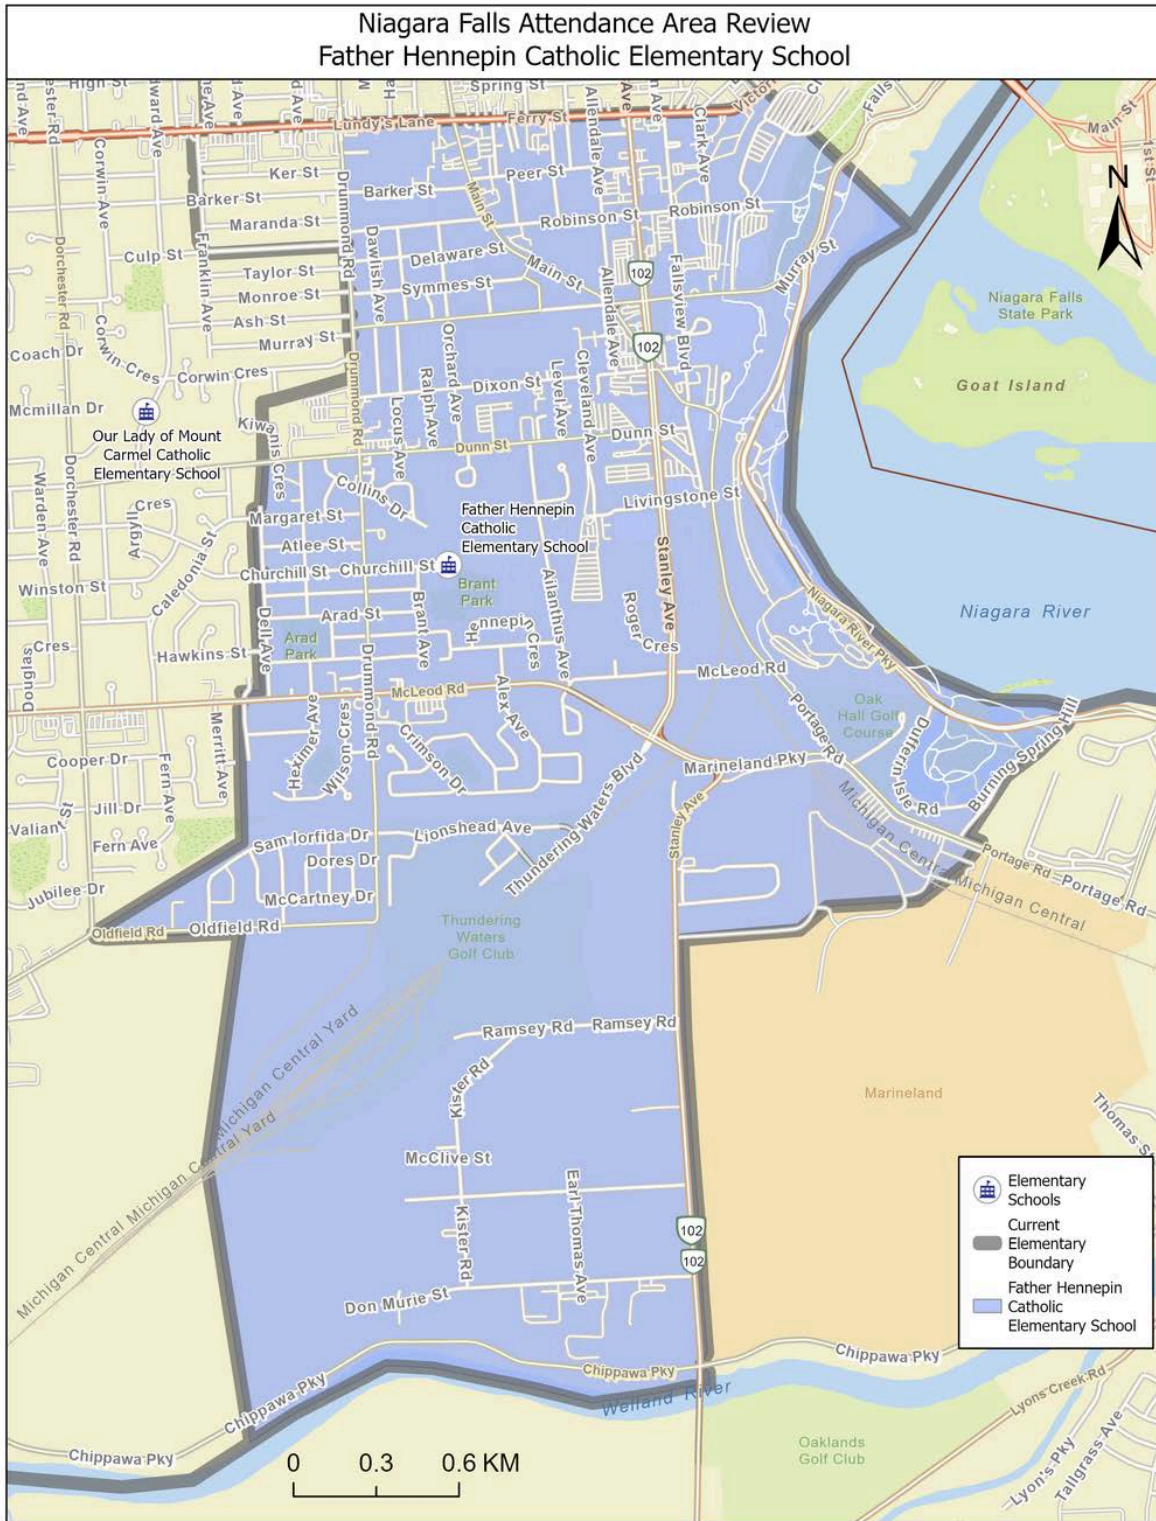 Niagara Falls Attendance Area Review
Father Hennepin Catholic Elementary School
High St
Spring St
Main St
1st St
Lundy's Lane
Ferry St
Allendale Ave
Clark Ave
Dorchester Rd
Corwin Ave
Ker St
Drummond Rd
Barker St
Peer St
Barker St
Main St
Robinson St
Robinson St
N
Maranda St
Dawlish Ave
Delaware St
Culp St
Franklin Ave
Taylor St
Main St
102
Fallsview Blvd
Murray St
Monroe St
Symmes St
Allendale Ave
Niagara Falls
State Park
Ash St
Orchard Ave
Coach Dr
Corwin Cres
Murray St
102
Corwin Cres
Drummond Rd
Ralph Ave
Dixon St
Level Ave
Cleveland Ave
Goat Island
Mcmillan Dr
Locus Ave
Kiwanis Cres
Our Lady of Mount
Carmel Catholic
Elementary School
Dunn St
Dunn St
Dorchester Rd
Warden Ave
Argyll
Cres
Collins Dr
Livingstone St
Father Hennepin
Catholic
Elementary School
Margaret St
Atlee St
Caledonia St
Churchill St
Churchill St
Stanley Ave
Winston St
Brant
Park
Ailanthus Ave
Niagara River
Niagara River Pky
Dell Ave
Arad St
Brant Ave
Hennepin Cres
Roger Cres
Arad
Park
Cres
Hawkins St
Douglas
Drummond Rd
McLeod Rd
McLeod Rd
Alex Ave
Portage Rd
Oak
Hall Golf
Course
Dufferin Isle Rd
Burning Spring Hill
Merritt Ave
Heximer Ave
Wilson Cres
Crimson Dr
Cooper Dr
Fern Ave
Marineland Pky
Thundering Waters Blvd
Stanley Ave
Jill Dr
Valiant St
Fern Ave
Sam Iorfida Dr
Lionshead Ave
Michigan Central
Michigan Central
Portage Rd
Portage Rd
Dores Dr
Jubilee Dr
McCartney Dr
Oldfield Rd
Oldfield Rd
Thundering
Waters
Golf Club
Ramsey Rd
Ramsey Rd
Michigan Central Yard
Kister Rd
Marineland
Thomas St
McClive St
Michigan Central
Michigan Central Yard
Earl Thomas Ave
Kister Rd
102
102
Don Murie St
Chippawa Pky
Chippawa Pky
Chippawa Pky
Chippawa Pky
Welland River
Lyons Creek Rd
Oaklands
Golf Club
Lyon's Pky
Tallgrass Ave
Elementary
Schools
Current
Elementary
Boundary
Father Hennepin
Catholic
Elementary School
0 0.3 0.6 KM